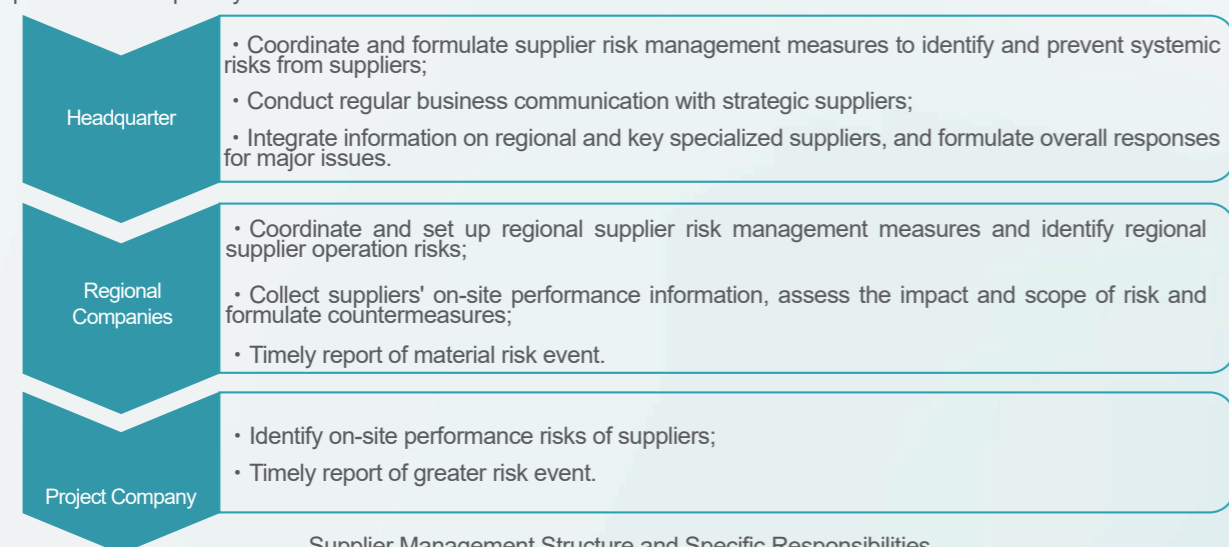 ・Coordinate and formulate supplier risk management measures to identify and prevent systemic
risks from suppliers;
・Conduct regular business communication with strategic suppliers;
Headquarter
・Integrate information on regional and key specialized suppliers, and formulate overall responses
for major issues.
・Coordinate and set up regional supplier risk management measures and identify regional
supplier operation risks;
Regional
Companies
・Collect suppliers' on-site performance information, assess the impact and scope of risk and
formulate countermeasures;
・Timely report of material risk event.
・Identify on-site performance risks of suppliers;
・Timely report of greater risk event.
Project Company
Supplier Management Structure and Specific Responsibilities